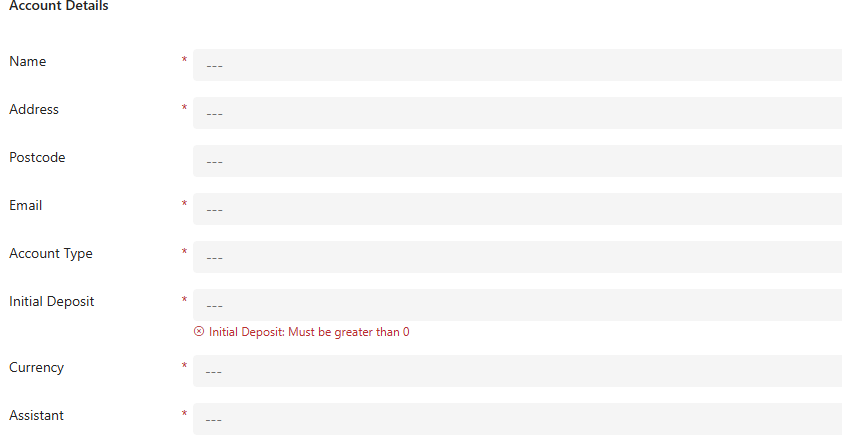 Account Details
Name * ---
Address * ---
Postcode ---
Email * ---
Account Type * ---
Initial Deposit * ---
Initial Deposit: Must be greater than 0
Currency * ---
Assistant * ---